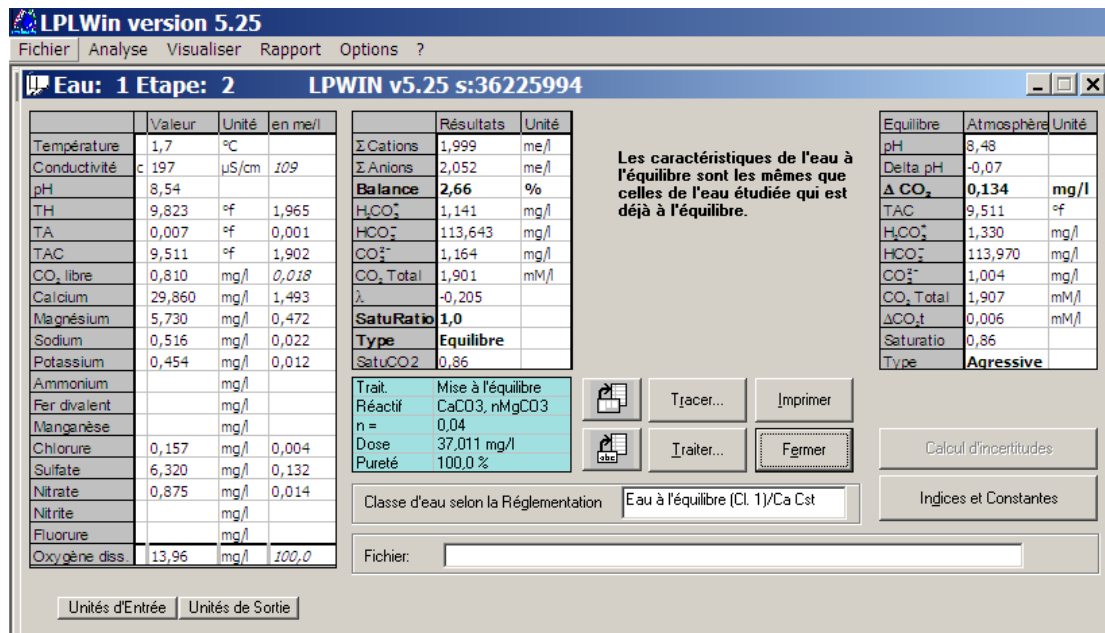 LPLWin version 5.25
Fichier Analyse Visualiser Rapport Options ?
Eau: 1 Etape: 2 LPWIN v5.25 s:36225994
Valeur Unité en me/l
Température 1,7 °C
Conductivité c 197 µS/cm 109
pH 8,54
TH 9,823 °f 1,965
TA 0,007 °f 0,001
TAC 9,511 °f 1,902
CO₂ libre 0,810 mg/l 0,018
Calcium 29,860 mg/l 1,493
Magnésium 5,730 mg/l 0,472
Sodium 0,516 mg/l 0,022
Potassium 0,454 mg/l 0,012
Ammonium mg/l
Fer divalent mg/l
Manganèse mg/l
Chlorure 0,157 mg/l 0,004
Sulfate 6,320 mg/l 0,132
Nitrate 0,875 mg/l 0,014
Nitrite mg/l
Fluorure mg/l
Oxygène diss. 13,96 mg/l 100,0
Unités d'Entrée Unités de Sortie
Résultats Unité
Σ Cations 1,999 me/l
Σ Anions 2,052 me/l
Balance 2,66 %
H₂CO₃* 1,141 mg/l
HCO₃⁻ 113,643 mg/l
CO₃²⁻ 1,164 mg/l
CO₂ Total 1,901 mM/l
λ -0,205
SatuRatio 1,0
Type Equilibre
SatuCO2 0,86
Trait. Mise à l'équilibre
Réactif CaCO3, nMgCO3
n = 0,04
Dose 37,011 mg/l
Pureté 100,0 %
Les caractéristiques de l'eau à
l'équilibre sont les mêmes que
celles de l'eau étudiée qui est
déjà à l'équilibre.
abc
Tracer... Imprimer
Traiter... Fermer
Classe d'eau selon la Réglementation Eau à l'équilibre (Cl. 1)/Ca Cst
Fichier:
Equilibre Atmosphère Unité
pH 8,48
Delta pH -0,07
Δ CO₂ 0,134 mg/l
TAC 9,511 °f
H₂CO₃* 1,330 mg/l
HCO₃⁻ 113,970 mg/l
CO₃²⁻ 1,004 mg/l
CO₂ Total 1,907 mM/l
ΔCO₂t 0,006 mM/l
Saturatio 0,86
Type Agressive
Calcul d'incertitudes
Indices et Constantes